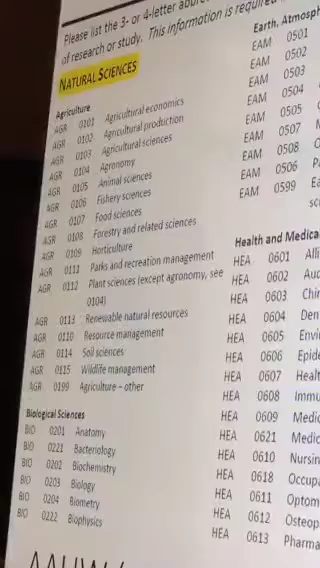 Please list the 3- or 4-letter
of research or study. This information is required
NATURAL SCIENCES
Agriculture
AGR 0101 Agricultural economics
AGR 0102 Agricultural production
AGR 0103 Agricultural sciences
AGR 0104 Agronomy
AGR 0105 Animal sciences
AGR 0106 Fishery sciences
AGR 0107 Food sciences
AGR 0108 Forestry and related sciences
AGR 0109 Horticulture
AGR 0111 Parks and recreation management
AGR 0112 Plant sciences (except agronomy, see
0104)
AGR 0113 Renewable natural resources
AGR 0110 Resource management
AGR 0114 Soil sciences
AGR 0115 Wildlife management
AGR 0199 Agriculture – other
Biological Sciences
BIO 0201 Anatomy
BIO 0221 Bacteriology
BIO 0202 Biochemistry
BIO 0203 Biology
BIO 0204 Biometry
BIO 0222 Biophysics
Earth, Atmosph
EAM 0501
EAM 0502
EAM 0503
EAM 0504
EAM 0505
EAM 0507
EAM 0508
EAM 0506
EAM 0599
Health and Medica
HEA 0601
HEA 0602
HEA 0603
HEA 0604
HEA 0605
HEA 0606
HEA 0607
HEA 0608
HEA 0609
HEA 0621
HEA 0610
HEA 0618
HEA 0611
HEA 0612
HEA 0613